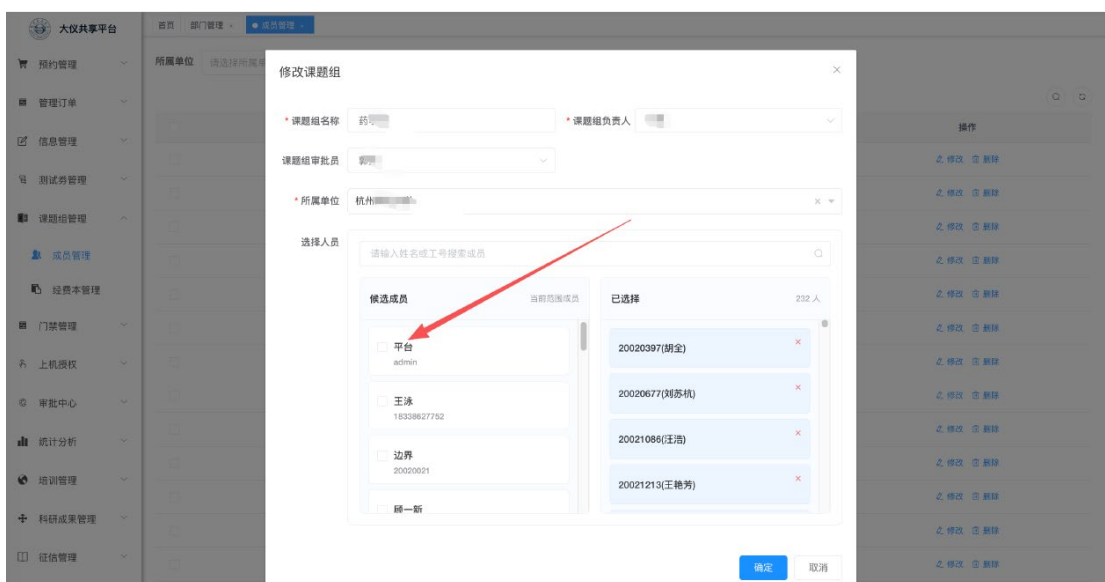 大仪共享平台
首页 部门管理 × ● 成员管理 ×
预约管理
管理订单
信息管理
测试券管理
课题组管理
成员管理
经费本管理
门禁管理
上机授权
审批中心
统计分析
培训管理
科研成果管理
征信管理
所属单位 请选择所属单
修改课题组
* 课题组名称 药
* 课题组负责人
课题组审批员
* 所属单位 杭州
选择人员
请输入姓名或工号搜索成员
候选成员 当前范围成员
平台
admin
王泳
18338627752
边界
20020021
顾一新
已选择 232 人
20020397(胡全)
20020677(刘苏杭)
20021086(汪浩)
20021213(王艳芳)
确定 取消
操作
修改 删除
修改 删除
修改 删除
修改 删除
修改 删除
修改 删除
修改 删除
修改 删除
修改 删除
修改 删除
修改 删除
修改 删除
修改 删除